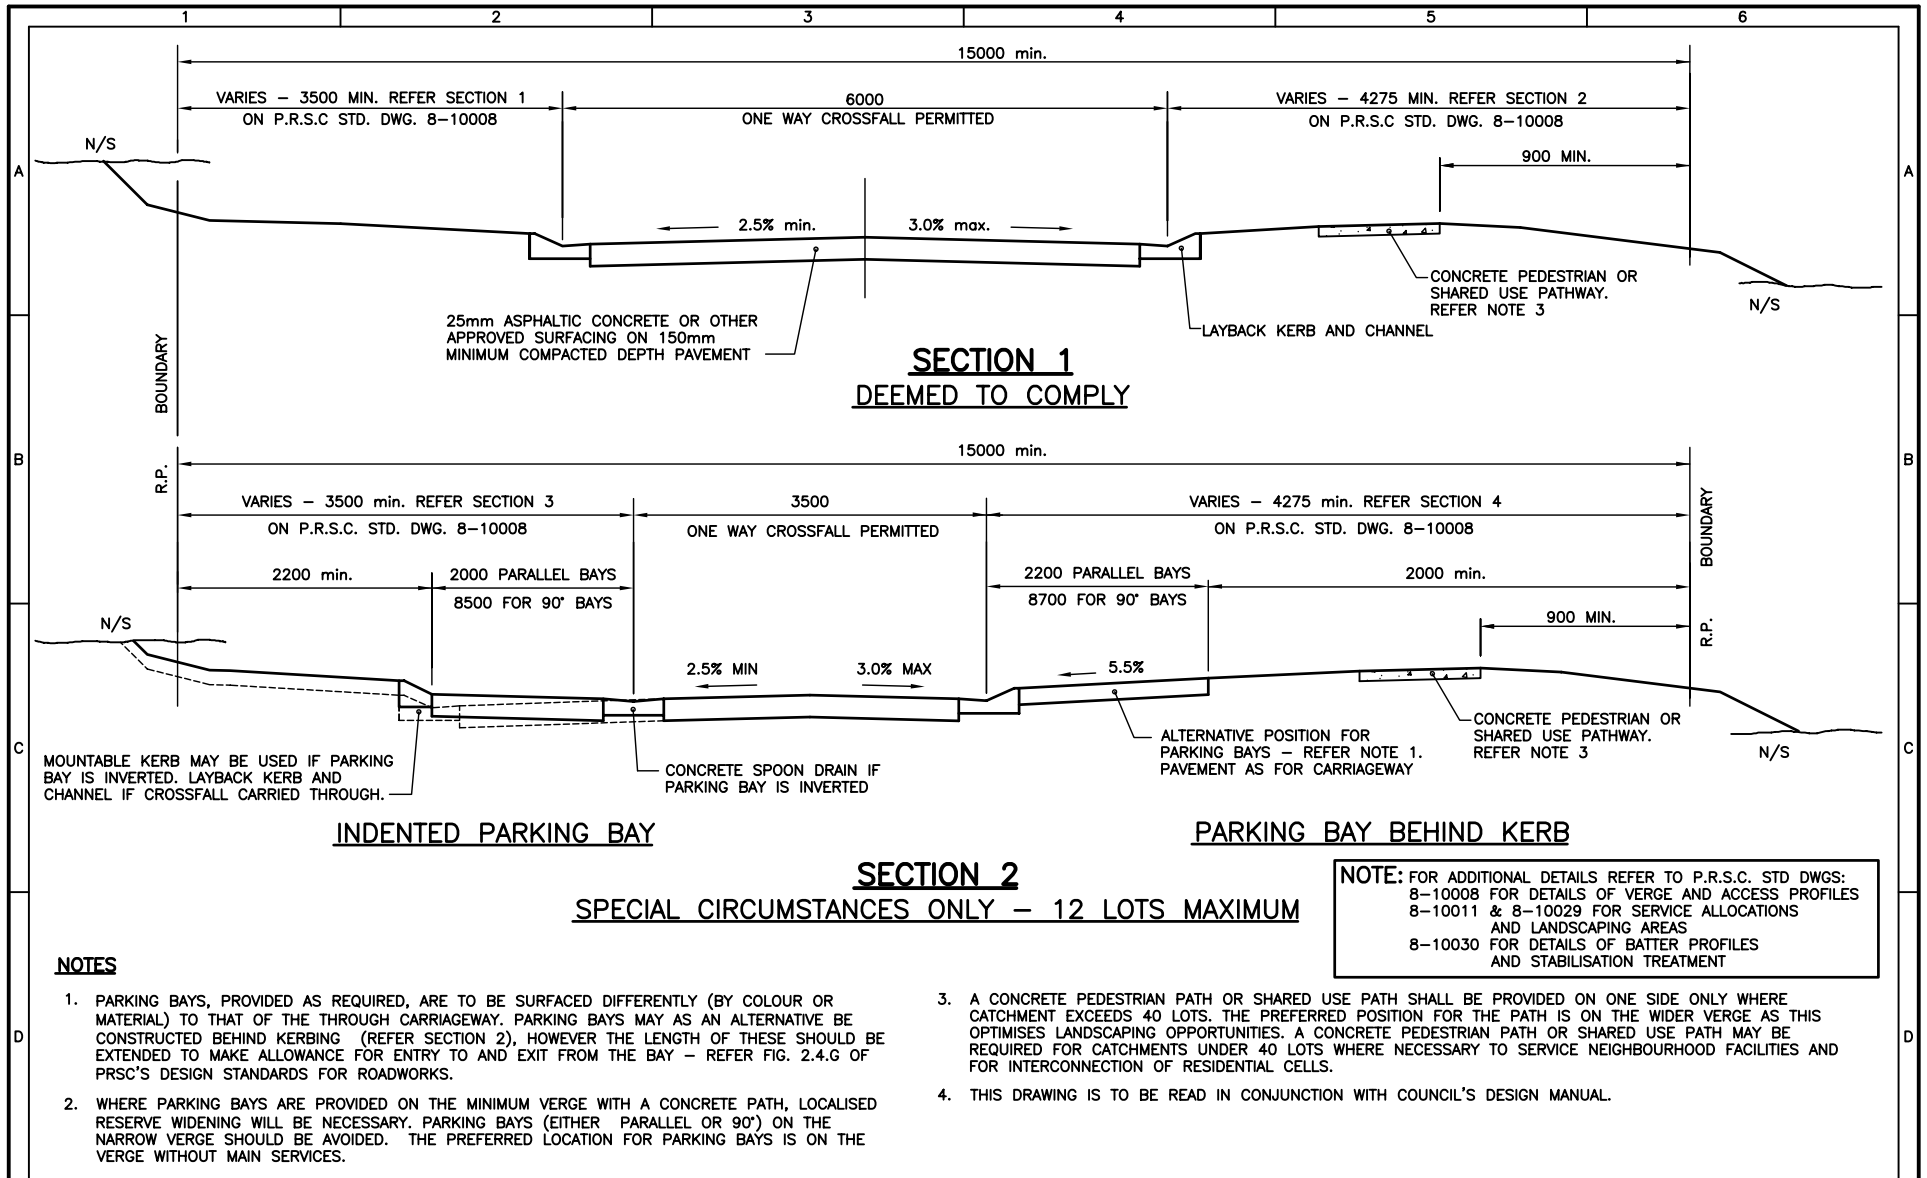 1 2 3 4 5 6
15000 min.
VARIES – 3500 MIN. REFER SECTION 1
ON P.R.S.C STD. DWG. 8–10008
6000
ONE WAY CROSSFALL PERMITTED
VARIES – 4275 MIN. REFER SECTION 2
ON P.R.S.C STD. DWG. 8–10008
N/S
900 MIN.
A
A
2.5% min.
3.0% max.
CONCRETE PEDESTRIAN OR
SHARED USE PATHWAY.
REFER NOTE 3
N/S
25mm ASPHALTIC CONCRETE OR OTHER
APPROVED SURFACING ON 150mm
MINIMUM COMPACTED DEPTH PAVEMENT
LAYBACK KERB AND CHANNEL
SECTION 1
DEEMED TO COMPLY
BOUNDARY
R.P.
B
B
15000 min.
VARIES – 3500 min. REFER SECTION 3
ON P.R.S.C. STD. DWG. 8–10008
3500
ONE WAY CROSSFALL PERMITTED
VARIES – 4275 min. REFER SECTION 4
ON P.R.S.C. STD. DWG. 8–10008
BOUNDARY
R.P.
2200 min.
2000 PARALLEL BAYS
8500 FOR 90° BAYS
2200 PARALLEL BAYS
8700 FOR 90° BAYS
2000 min.
N/S
900 MIN.
2.5% MIN
3.0% MAX
5.5%
C
C
MOUNTABLE KERB MAY BE USED IF PARKING
BAY IS INVERTED. LAYBACK KERB AND
CHANNEL IF CROSSFALL CARRIED THROUGH.
CONCRETE SPOON DRAIN IF
PARKING BAY IS INVERTED
ALTERNATIVE POSITION FOR
PARKING BAYS – REFER NOTE 1.
PAVEMENT AS FOR CARRIAGEWAY
CONCRETE PEDESTRIAN OR
SHARED USE PATHWAY.
REFER NOTE 3
N/S
INDENTED PARKING BAY
PARKING BAY BEHIND KERB
SECTION 2
SPECIAL CIRCUMSTANCES ONLY – 12 LOTS MAXIMUM
NOTE: FOR ADDITIONAL DETAILS REFER TO P.R.S.C. STD DWGS:
8–10008 FOR DETAILS OF VERGE AND ACCESS PROFILES
8–10011 & 8–10029 FOR SERVICE ALLOCATIONS
AND LANDSCAPING AREAS
8–10030 FOR DETAILS OF BATTER PROFILES
AND STABILISATION TREATMENT
D
D
NOTES
1. PARKING BAYS, PROVIDED AS REQUIRED, ARE TO BE SURFACED DIFFERENTLY (BY COLOUR OR
MATERIAL) TO THAT OF THE THROUGH CARRIAGEWAY. PARKING BAYS MAY AS AN ALTERNATIVE BE
CONSTRUCTED BEHIND KERBING (REFER SECTION 2), HOWEVER THE LENGTH OF THESE SHOULD BE
EXTENDED TO MAKE ALLOWANCE FOR ENTRY TO AND EXIT FROM THE BAY – REFER FIG. 2.4.G OF
PRSC'S DESIGN STANDARDS FOR ROADWORKS.
2. WHERE PARKING BAYS ARE PROVIDED ON THE MINIMUM VERGE WITH A CONCRETE PATH, LOCALISED
RESERVE WIDENING WILL BE NECESSARY. PARKING BAYS (EITHER PARALLEL OR 90°) ON THE
NARROW VERGE SHOULD BE AVOIDED. THE PREFERRED LOCATION FOR PARKING BAYS IS ON THE
VERGE WITHOUT MAIN SERVICES.
3. A CONCRETE PEDESTRIAN PATH OR SHARED USE PATH SHALL BE PROVIDED ON ONE SIDE ONLY WHERE
CATCHMENT EXCEEDS 40 LOTS. THE PREFERRED POSITION FOR THE PATH IS ON THE WIDER VERGE AS THIS
OPTIMISES LANDSCAPING OPPORTUNITIES. A CONCRETE PEDESTRIAN PATH OR SHARED USE PATH MAY BE
REQUIRED FOR CATCHMENTS UNDER 40 LOTS WHERE NECESSARY TO SERVICE NEIGHBOURHOOD FACILITIES AND
FOR INTERCONNECTION OF RESIDENTIAL CELLS.
4. THIS DRAWING IS TO BE READ IN CONJUNCTION WITH COUNCIL'S DESIGN MANUAL.